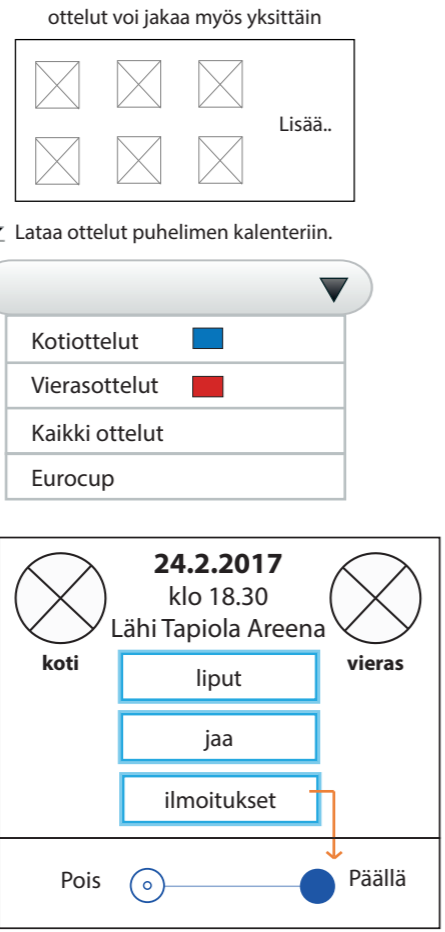 ottelut voi jakaa myös yksittäin
Lisää..
Lataa ottelut puhelimen kalenteriin.
Kotiottelut
Vierasottelut
Kaikki ottelut
Eurocup
24.2.2017
klo 18.30
Lähi Tapiola Areena
koti
vieras
liput
jaa
ilmoitukset
Pois
Päällä